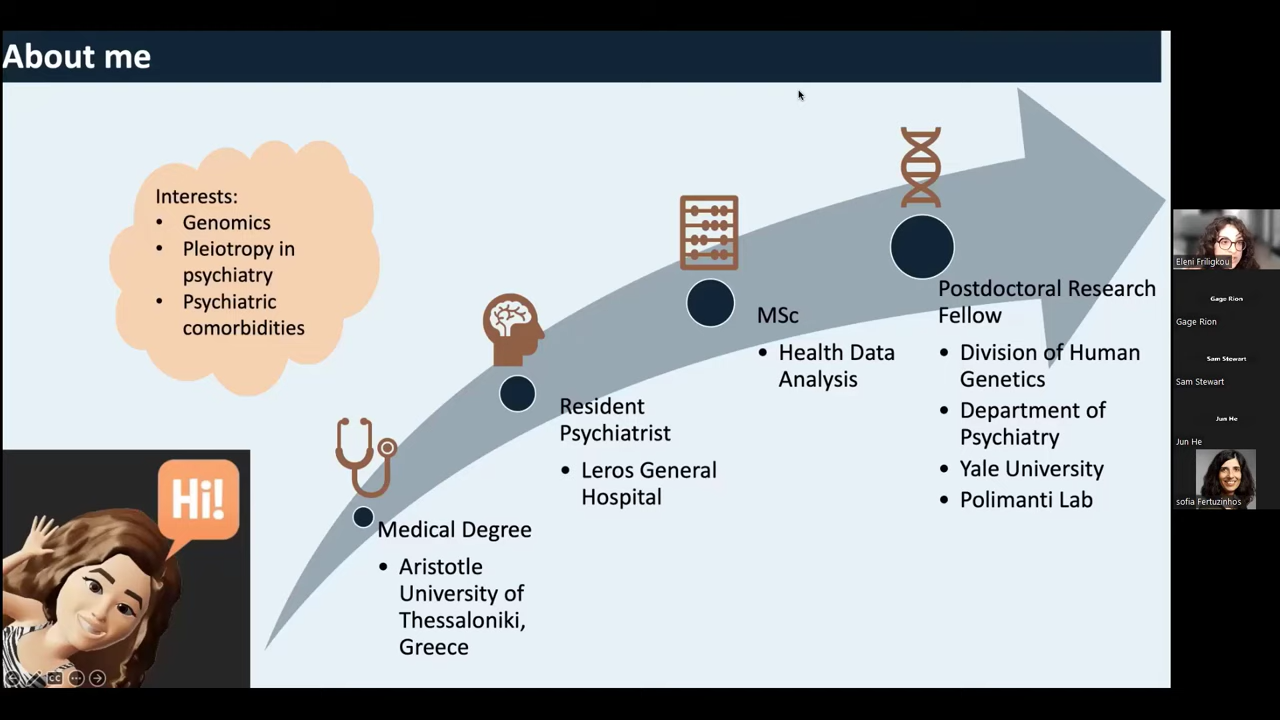 About me
Interests:
• Genomics
• Pleiotropy in
psychiatry
• Psychiatric
comorbidities
Hi!
Medical Degree
• Aristotle
University of
Thessaloniki,
Greece
Resident
Psychiatrist
• Leros General
Hospital
MSc
• Health Data
Analysis
Postdoctoral Research
Fellow
• Division of Human
Genetics
• Department of
Psychiatry
• Yale University
• Polimanti Lab
Eleni Friligkou
Gage Rion
Gage Rion
Sam Stewart
Sam Stewart
Jun He
Jun He
sofia Fertuzinhos
CC